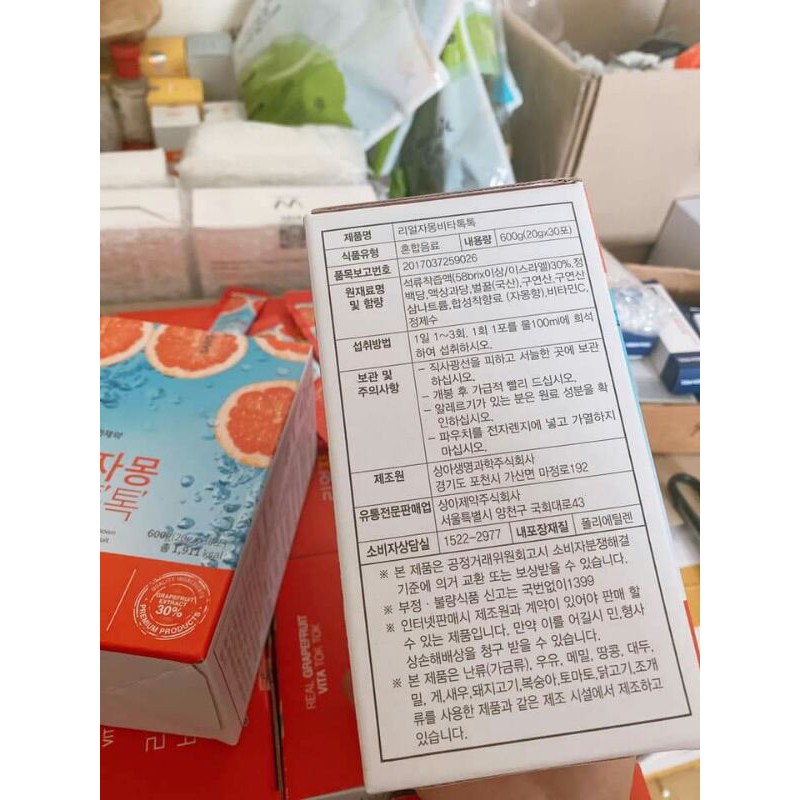 제품명 리얼자몽비타톡톡
식품유형 혼합음료 내용량 600g(20gx30포)
품목보고번호 2017037259026
원재료명 및 함량 석류착즙액(58brix이상/이스라엘)30%,정
백당,액상과당,벌꿀(국산),구연산,구연산
삼나트륨,합성착향료 (자몽향),비타민C,
정제수
섭취방법 1일 1~3회, 1회 1포를 물100ml에 희석
하여 섭취하시오.
보관 및 주의사항 - 직사광선을 피하고 서늘한 곳에 보관
하십시오.
- 개봉 후 가급적 빨리 드십시오.
- 알레르기가 있는 분은 원료 성분을 확
인하십시오.
- 파우치를 전자렌지에 넣고 가열하지
마십시오.
제조원 상아생명과학주식회사
경기도 포천시 가산면 마정로192
유통전문판매업 상아제약주식회사
서울특별시 양천구 국회대로43
소비자상담실 1522-2977 내포장재질 폴리에틸렌
※ 본 제품은 공정거래위원회고시 소비자분쟁해결
기준에 의거 교환 또는 보상받을 수 있습니다.
※ 부정·불량식품 신고는 국번없이1399
※ 인터넷판매시 제조원과 계약이 있어야 판매 할
수 있는 제품입니다. 만약 이를 어길시 민,형사
상손해배상을 청구 받을 수 있습니다.
※ 본 제품은 난류(가금류), 우유, 메밀, 땅콩, 대두,
밀, 게,새우,돼지고기,복숭아,토마토,닭고기,조개
류를 사용한 제품과 같은 제조 시설에서 제조하고
있습니다.
자몽
톡
총 1,911 kcal
QUALITY INGREDIENT
GRAPEFRUIT
EXTRACT
30%
PREMIUM PRODUCTS
REAL GRAPEFRUIT
VITA TOK TOK